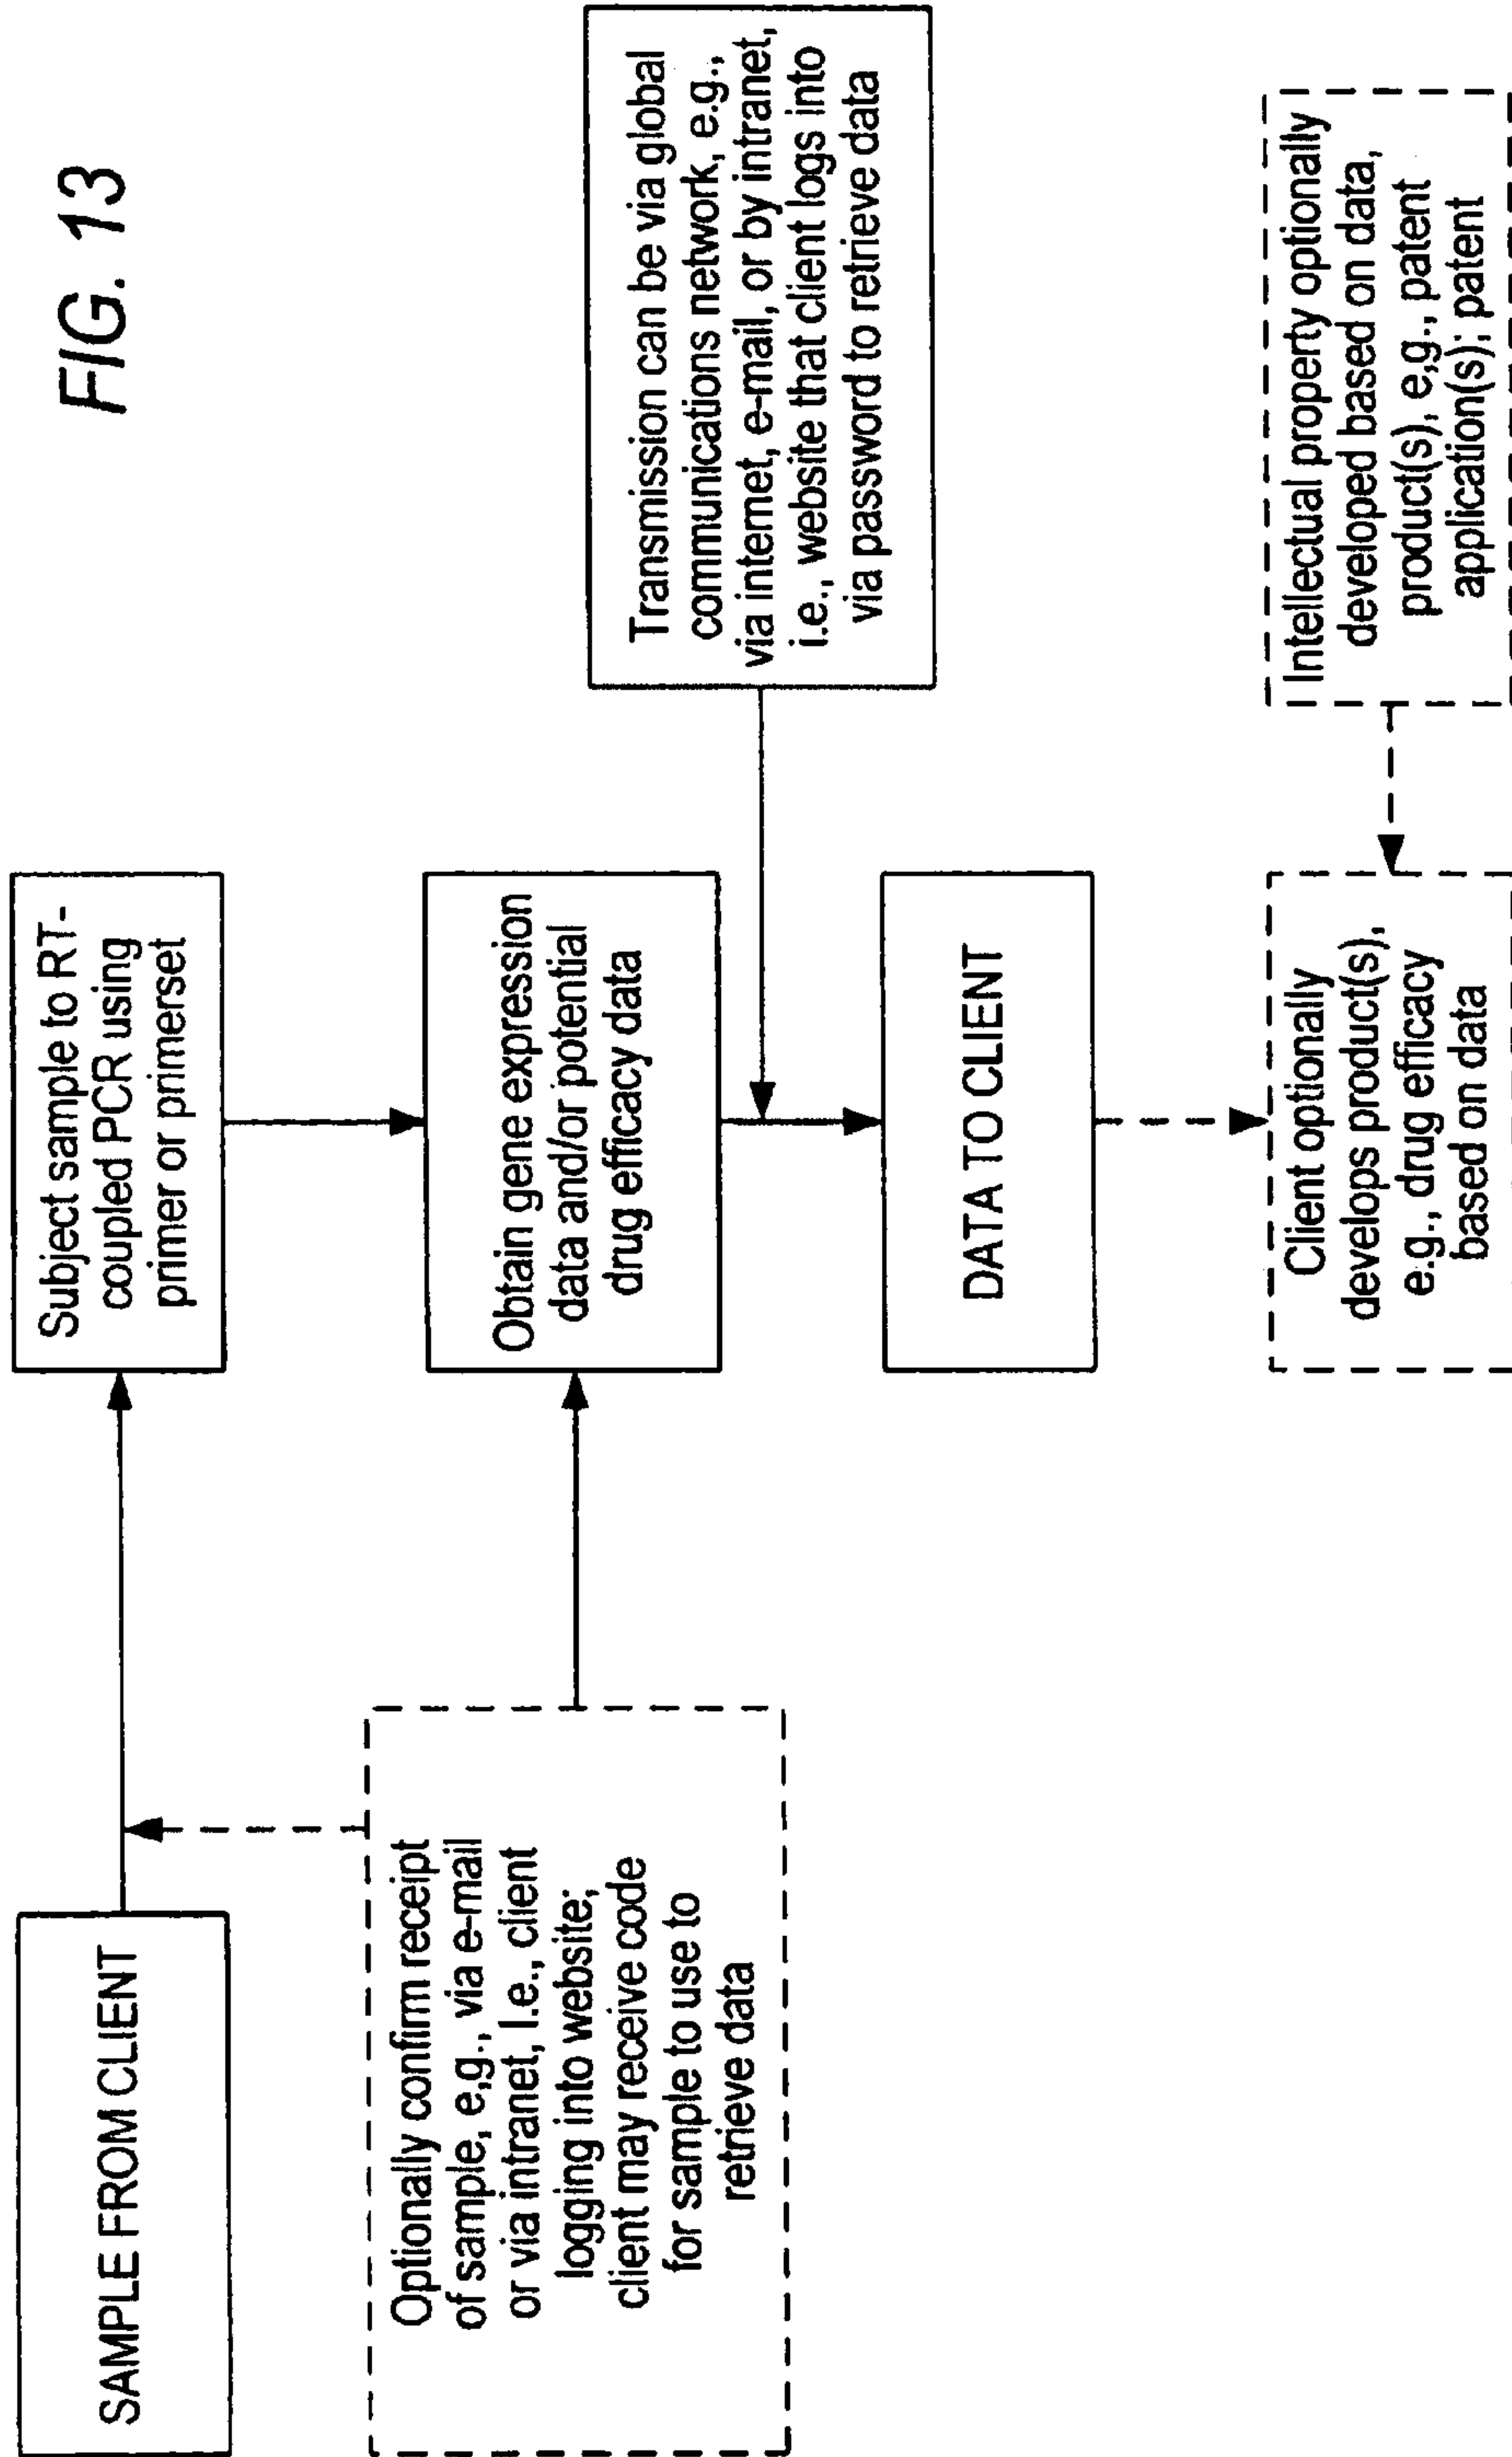 FIG. 13
SAMPLE FROM CLIENT
Subject sample to RT-
coupled PCR using
primer or primerset
Optionally confirm receipt
of sample, e,g., via e-mail
or via intranet, I.e., client
logging into website;
client may receive code
for sample to use to
retrieve data
Obtain gene expression
data and/or potential
drug efficacy data
Transmission can be via global
communications network, e.g.,
via internet, e-mail, or by intranet,
i.e., website that client logs into
via password to retrieve data
DATA TO CLIENT
Client optionally
develops product(s),
e.g., drug efficacy
based on data
Intellectual property optionally
developed based on data,
product(s), e,g., patent
application(s); patent